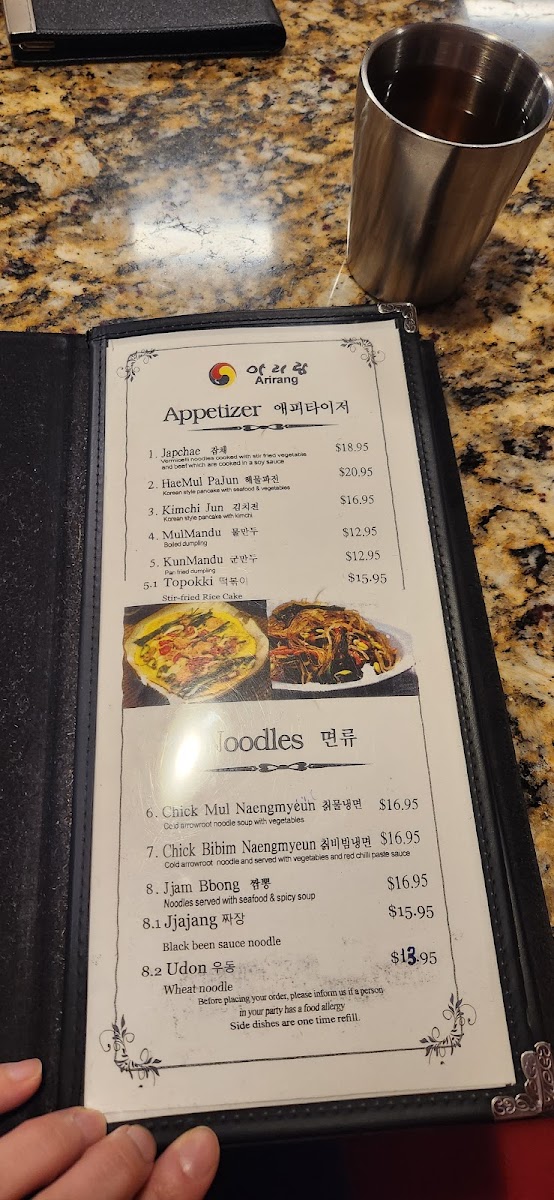 아리랑
Arirang
Appetizer 애피타이저
1. Japchae 잡채 $18.95
Vermicelli noodles cooked with stir fried vegetable
and beef which are cooked in a soy sauce
2. HaeMul PaJun 해물파전 $20.95
Korean style pancake with seafood & vegetables
3. Kimchi Jun 김치전 $16.95
Korean style pancake with kimchi
4. MulMandu 물만두 $12.95
Boiled dumpling
5. KunMandu 군만두 $12.95
Pan fried dumpling
5.1 Topokki 떡볶이 $15.95
Stir-fried Rice Cake
Noodles 면류
6. Chick Mul Naengmyeun 칡물냉면 $16.95
Cold arrowroot noodle soup with vegetables
7. Chick Bibim Naengmyeun 칡비빔냉면 $16.95
Cold arrowroot noodle and served with vegetables and red chilli paste sauce
8. Jjam Bbong 짬뽕 $16.95
Noodles served with seafood & spicy soup
8.1 Jjajang 짜장 $15.95
Black been sauce noodle
8.2 Udon 우동 $13.95
Wheat noodle
Before placing your order, please inform us if a person
in your party has a food allergy
Side dishes are one time refill.